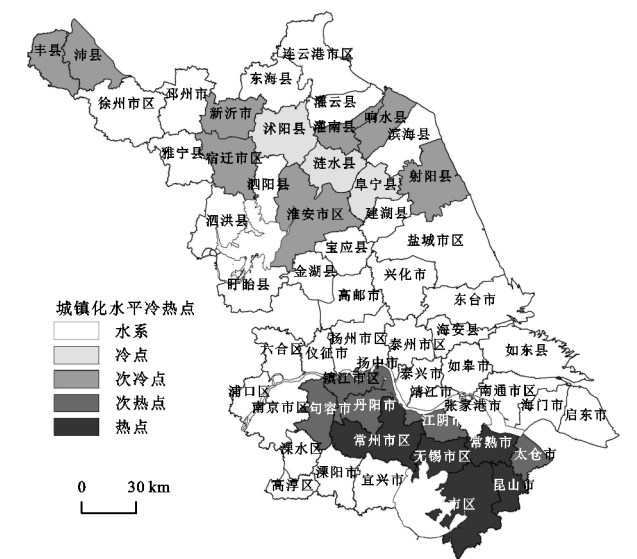 丰县
沛县
连云港市区
东海县
邳州市
徐州市区
灌云县
新沂市
响水县
沭阳县
灌南县
滨海县
睢宁县
宿迁市区
涟水县
泗阳县
阜宁县
射阳县
淮安市区
建湖县
泗洪县
盐城市区
宝应县
金湖县
兴化市
盱眙县
高邮市
东台市
城镇化水平冷热点
水系
冷点
次冷点
次热点
热点
扬州市区
海安县
六合区
仪征市
泰州市区
如东县
扬中市
泰兴市
如皋市
镇江市区
浦口区
靖江市
南通市区
南京市区
句容市
丹阳市
张家港市
海门市
启东市
江阴市
常州市区
常熟市
溧水区
无锡市区
太仓市
溧阳市
宜兴市
高淳区
昆山市
市区
0 30 km